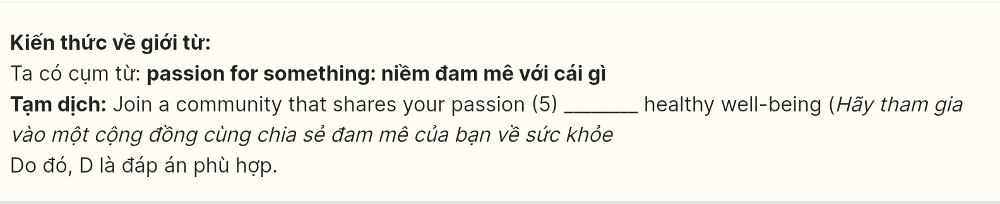 Kiến thức về giới từ:
Ta có cụm từ: passion for something: niềm đam mê với cái gì
Tạm dịch: Join a community that shares your passion (5) ________ healthy well-being (Hãy tham gia
vào một cộng đồng cùng chia sẻ đam mê của bạn về sức khỏe
Do đó, D là đáp án phù hợp.